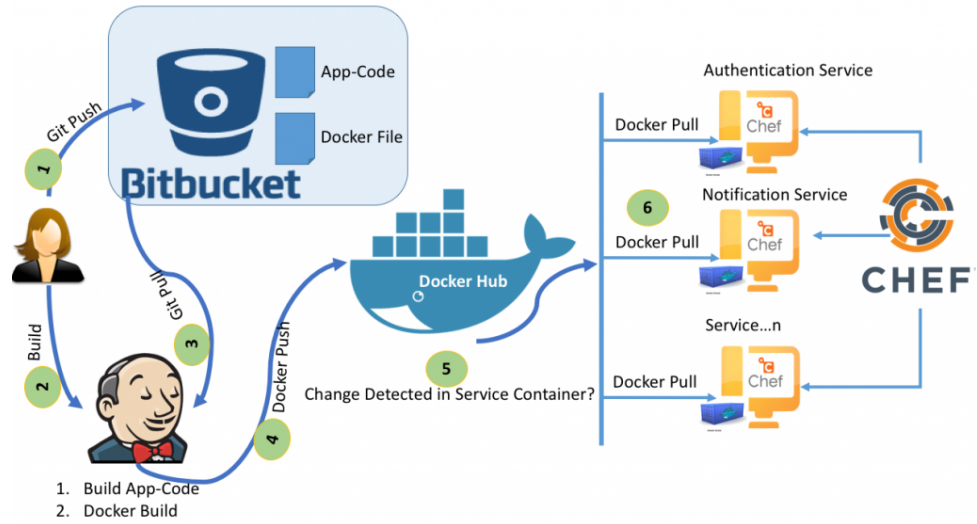 App-Code
Docker File
Bitbucket
Git Push
1
Build
2
Git Pull
3
1. Build App-Code
2. Docker Build
Docker Push
4
Docker Hub
5
Change Detected in Service Container?
6
Authentication Service
Docker Pull
Chef
Notification Service
Docker Pull
Chef
Service...n
Docker Pull
Chef
CHEF